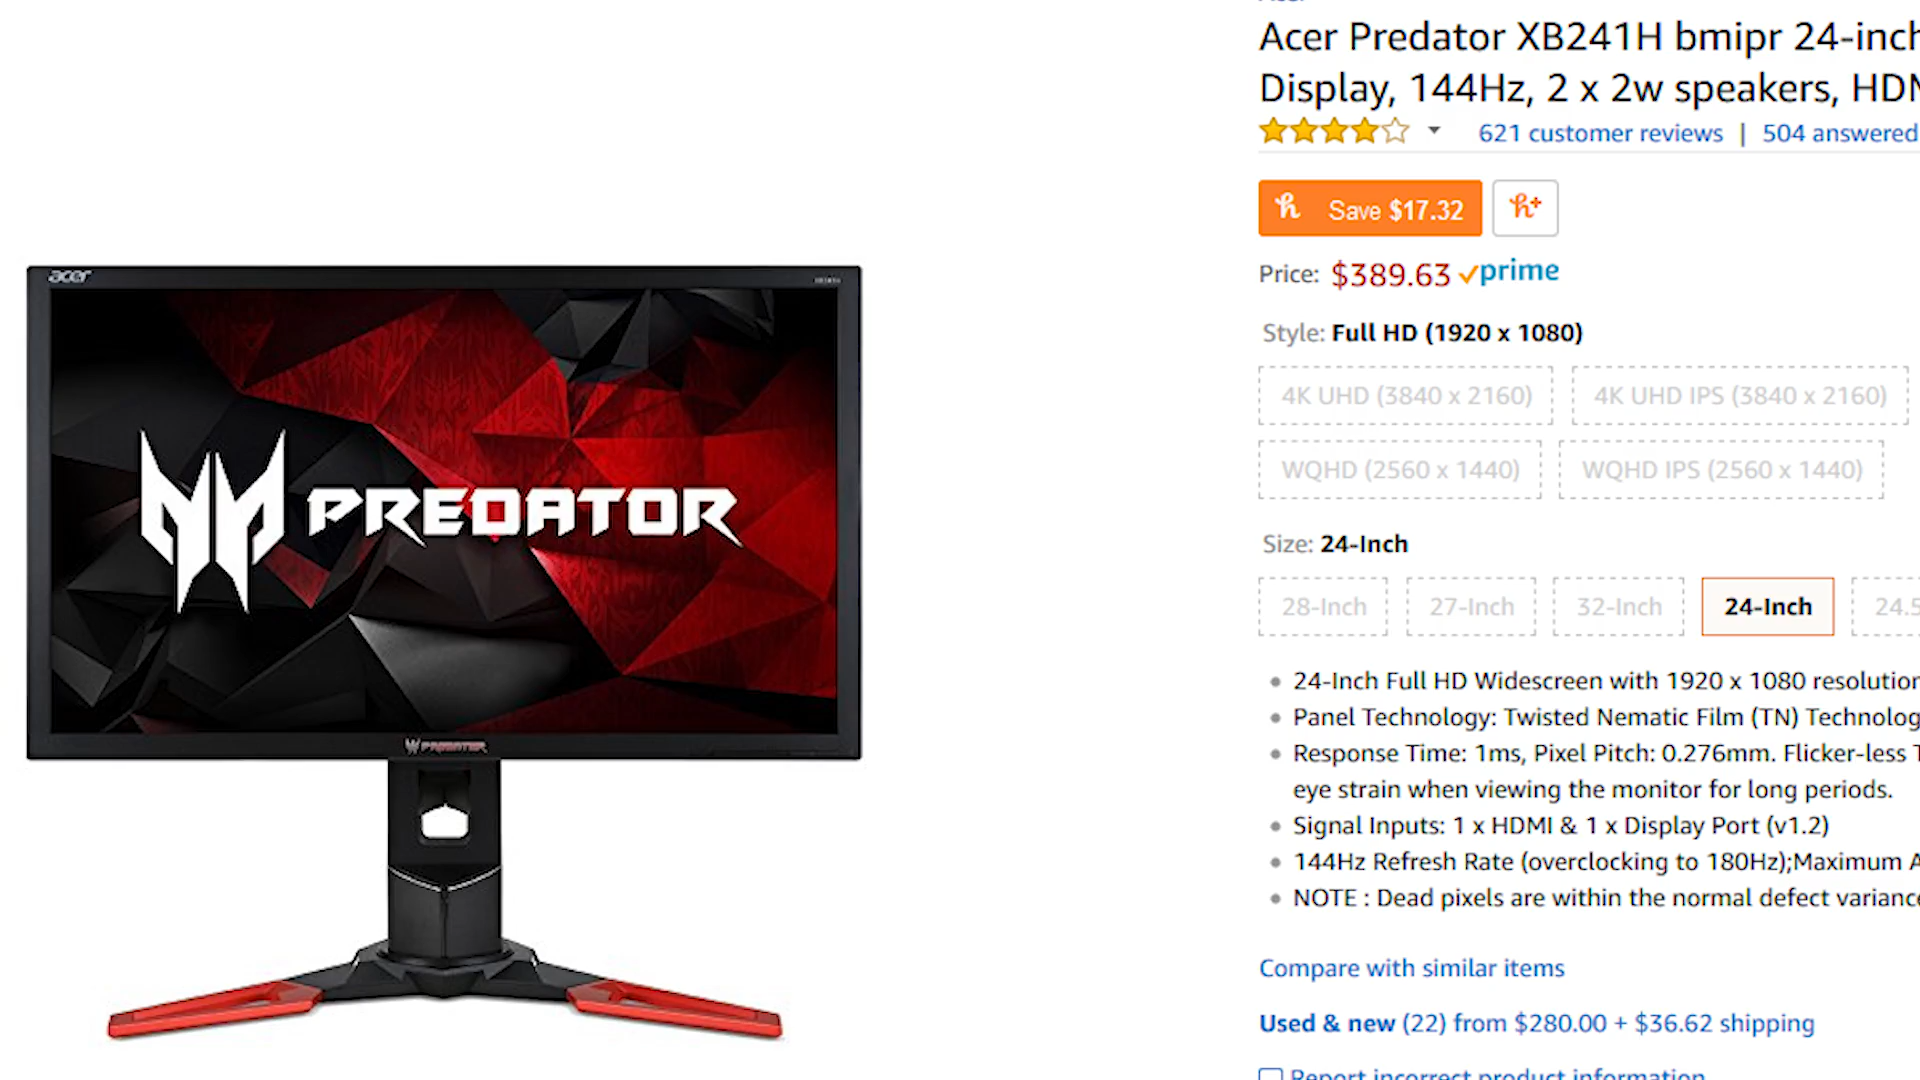 Acer Predator XB241H bmipr 24-inch
Display, 144Hz, 2 x 2w speakers, HDM
621 customer reviews | 504 answered
Save $17.32
Price: $389.63 prime
Style: Full HD (1920 x 1080)
4K UHD (3840 x 2160) 4K UHD IPS (3840 x 2160)
WQHD (2560 x 1440) WQHD IPS (2560 x 1440)
Size: 24-Inch
28-Inch 27-Inch 32-Inch 24-Inch 24.5
24-Inch Full HD Widescreen with 1920 x 1080 resolution
Panel Technology: Twisted Nematic Film (TN) Technolog
Response Time: 1ms, Pixel Pitch: 0.276mm. Flicker-less T
eye strain when viewing the monitor for long periods.
Signal Inputs: 1 x HDMI & 1 x Display Port (v1.2)
144Hz Refresh Rate (overclocking to 180Hz);Maximum A
NOTE : Dead pixels are within the normal defect variance
Compare with similar items
Used & new (22) from $280.00 + $36.62 shipping
Report incorrect product information
acer
PREDATOR
PREDATOR